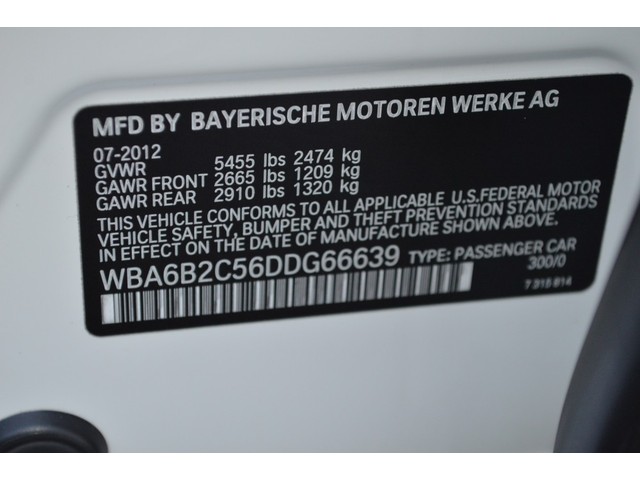 MFD BY BAYERISCHE MOTOREN WERKE AG
07-2012
GVWR 5455 lbs 2474 kg
GAWR FRONT 2665 lbs 1209 kg
GAWR REAR 2910 lbs 1320 kg
THIS VEHICLE CONFORMS TO ALL APPLICABLE U.S.FEDERAL MOTOR
VEHICLE SAFETY, BUMPER AND THEFT PREVENTION STANDARDS
IN EFFECT ON THE DATE OF MANUFACTURE SHOWN ABOVE.
WBA6B2C56DDG66639 TYPE: PASSENGER CAR
300/0
7 315 814